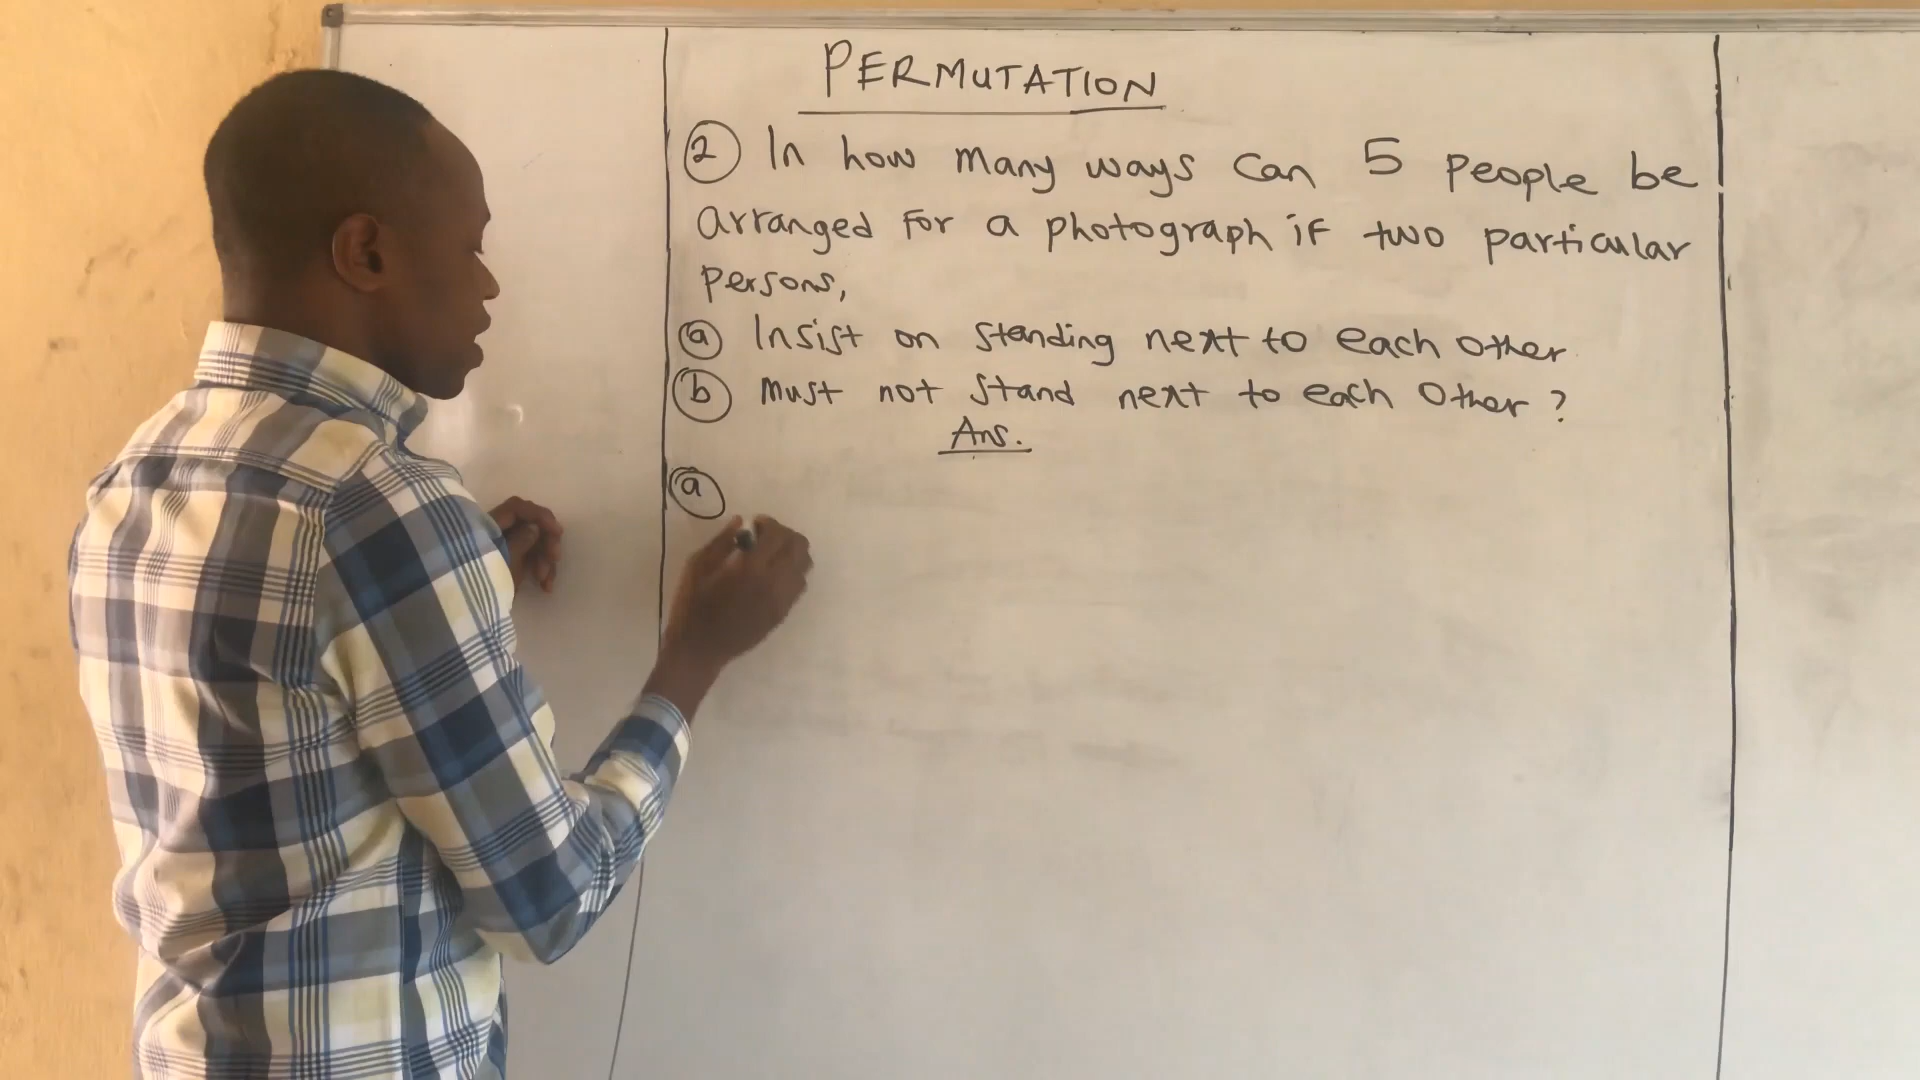 PERMUTATION
2 In how many ways can 5 people be
arranged for a photograph if two particular
persons,
a Insist on standing next to each other
b Must not stand next to each other ?
Ans.
a